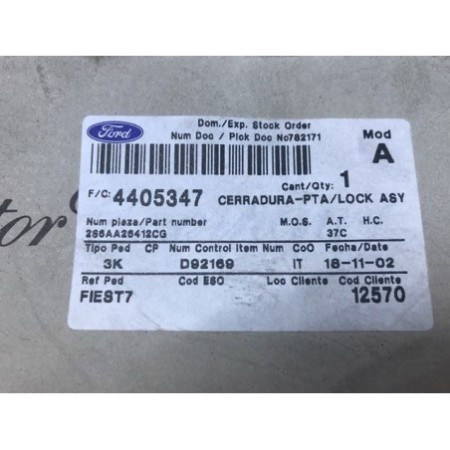 Dom./Exp. Stock Order
Ford
Num Doc / Pick Doc No782171
Mod
A
F/C: 4405347
Cant/Qty: 1
CERRADURA-PTA/LOCK ASY
Num pieza/Part number
M.O.S. A.T. H.C.
2S6AA26412CG
37C
Tipo Ped CP Num Control Item Num CoO Fecha/Date
3K D92169 IT 18-11-02
Ref Ped Cod ESO Loc Cliente Cod Cliente
FIEST7 12570
tor